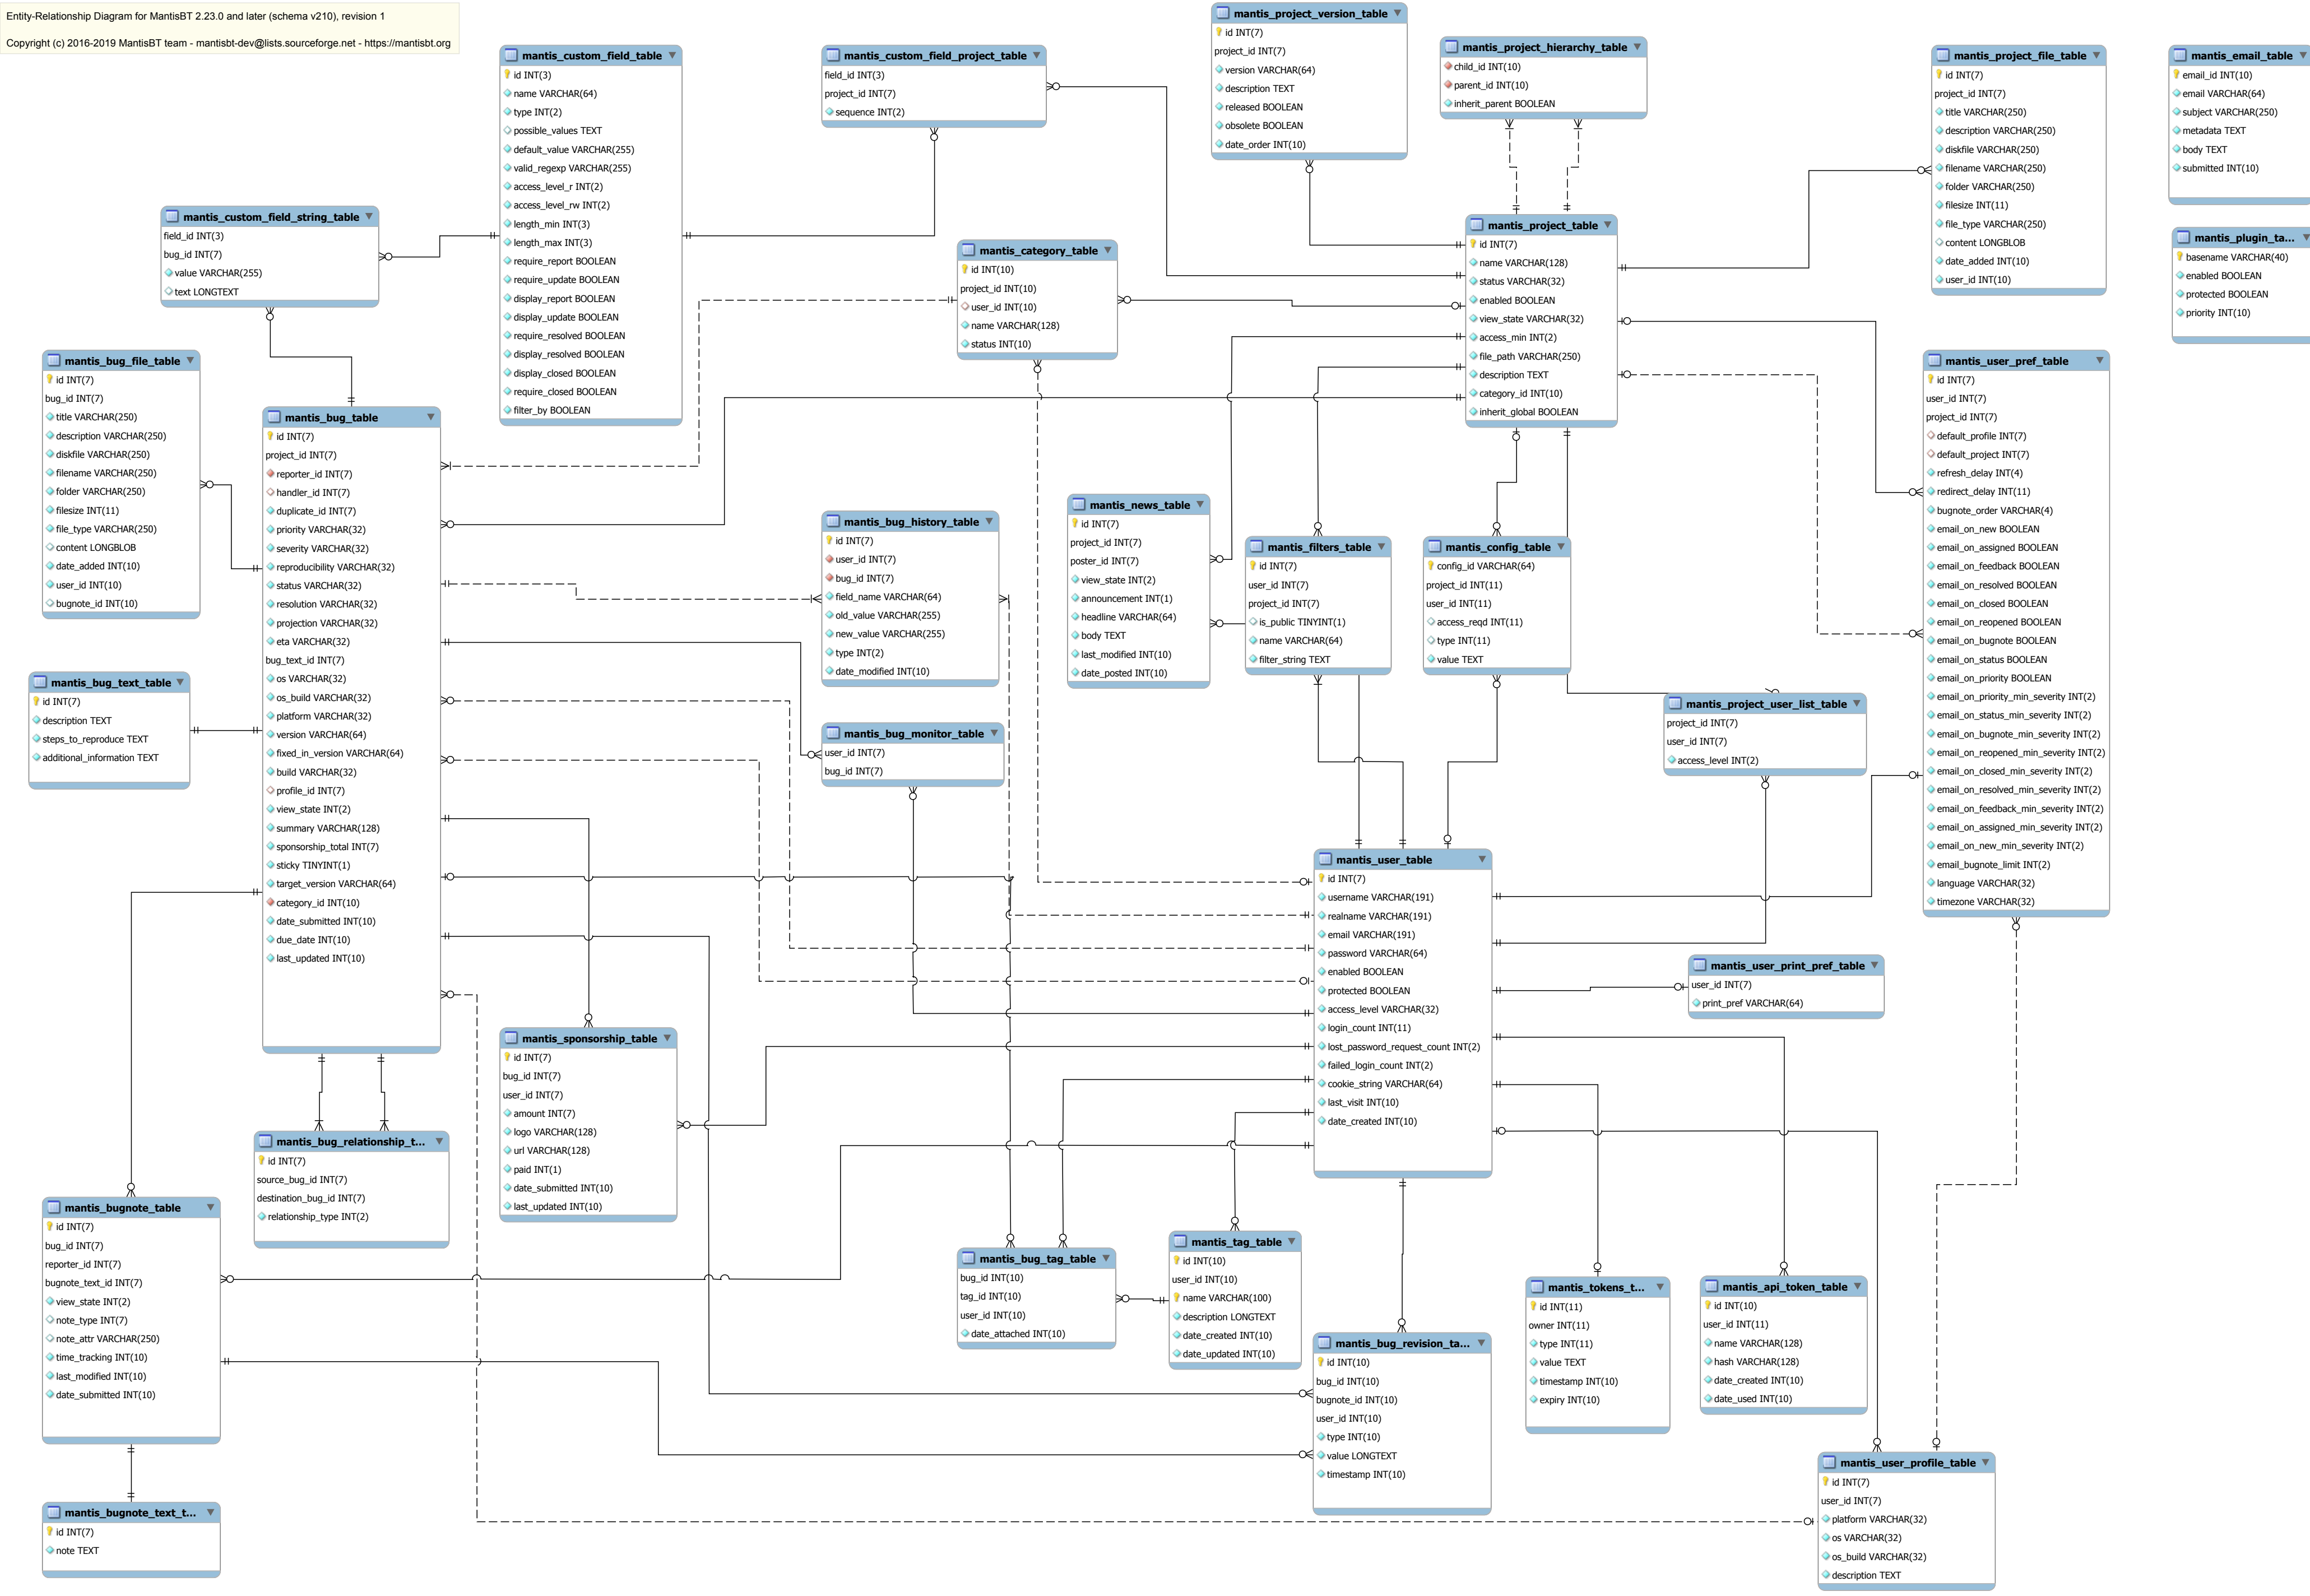 Entity-Relationship Diagram for MantisBT 2.23.0 and later (schema v210), revision 1
Copyright (c) 2016-2019 MantisBT team - mantisbt-dev@lists.sourceforge.net - https://mantisbt.org
mantis_custom_field_table
id INT(3)
name VARCHAR(64)
type INT(2)
possible_values TEXT
default_value VARCHAR(255)
valid_regexp VARCHAR(255)
access_level_r INT(2)
access_level_rw INT(2)
length_min INT(3)
length_max INT(3)
require_report BOOLEAN
require_update BOOLEAN
display_report BOOLEAN
display_update BOOLEAN
require_resolved BOOLEAN
display_resolved BOOLEAN
display_closed BOOLEAN
require_closed BOOLEAN
filter_by BOOLEAN
mantis_custom_field_project_table
field_id INT(3)
project_id INT(7)
sequence INT(2)
mantis_project_version_table
id INT(7)
project_id INT(7)
version VARCHAR(64)
description TEXT
released BOOLEAN
obsolete BOOLEAN
date_order INT(10)
mantis_project_hierarchy_table
child_id INT(10)
parent_id INT(10)
inherit_parent BOOLEAN
mantis_project_file_table
id INT(7)
project_id INT(7)
title VARCHAR(250)
description VARCHAR(250)
diskfile VARCHAR(250)
filename VARCHAR(250)
folder VARCHAR(250)
filesize INT(11)
file_type VARCHAR(250)
content LONGBLOB
date_added INT(10)
user_id INT(10)
mantis_email_table
email_id INT(10)
email VARCHAR(64)
subject VARCHAR(250)
metadata TEXT
body TEXT
submitted INT(10)
mantis_plugin_ta...
basename VARCHAR(40)
enabled BOOLEAN
protected BOOLEAN
priority INT(10)
mantis_custom_field_string_table
field_id INT(3)
bug_id INT(7)
value VARCHAR(255)
text LONGTEXT
mantis_category_table
id INT(10)
project_id INT(10)
user_id INT(10)
name VARCHAR(128)
status INT(10)
mantis_project_table
id INT(7)
name VARCHAR(128)
status VARCHAR(32)
enabled BOOLEAN
view_state VARCHAR(32)
access_min INT(2)
file_path VARCHAR(250)
description TEXT
category_id INT(10)
inherit_global BOOLEAN
mantis_bug_file_table
id INT(7)
bug_id INT(7)
title VARCHAR(250)
description VARCHAR(250)
diskfile VARCHAR(250)
filename VARCHAR(250)
folder VARCHAR(250)
filesize INT(11)
file_type VARCHAR(250)
content LONGBLOB
date_added INT(10)
user_id INT(10)
bugnote_id INT(10)
mantis_bug_table
id INT(7)
project_id INT(7)
reporter_id INT(7)
handler_id INT(7)
duplicate_id INT(7)
priority VARCHAR(32)
severity VARCHAR(32)
reproducibility VARCHAR(32)
status VARCHAR(32)
resolution VARCHAR(32)
projection VARCHAR(32)
eta VARCHAR(32)
bug_text_id INT(7)
os VARCHAR(32)
os_build VARCHAR(32)
platform VARCHAR(32)
version VARCHAR(64)
fixed_in_version VARCHAR(64)
build VARCHAR(32)
profile_id INT(7)
view_state INT(2)
summary VARCHAR(128)
sponsorship_total INT(7)
sticky TINYINT(1)
target_version VARCHAR(64)
category_id INT(10)
date_submitted INT(10)
due_date INT(10)
last_updated INT(10)
mantis_user_pref_table
id INT(7)
user_id INT(7)
project_id INT(7)
default_profile INT(7)
default_project INT(7)
refresh_delay INT(4)
redirect_delay INT(11)
bugnote_order VARCHAR(4)
email_on_new BOOLEAN
email_on_assigned BOOLEAN
email_on_feedback BOOLEAN
email_on_resolved BOOLEAN
email_on_closed BOOLEAN
email_on_reopened BOOLEAN
email_on_bugnote BOOLEAN
email_on_status BOOLEAN
email_on_priority BOOLEAN
email_on_priority_min_severity INT(2)
email_on_status_min_severity INT(2)
email_on_bugnote_min_severity INT(2)
email_on_reopened_min_severity INT(2)
email_on_closed_min_severity INT(2)
email_on_resolved_min_severity INT(2)
email_on_feedback_min_severity INT(2)
email_on_assigned_min_severity INT(2)
email_on_new_min_severity INT(2)
email_bugnote_limit INT(2)
language VARCHAR(32)
timezone VARCHAR(32)
mantis_bug_history_table
id INT(7)
user_id INT(7)
bug_id INT(7)
field_name VARCHAR(64)
old_value VARCHAR(255)
new_value VARCHAR(255)
type INT(2)
date_modified INT(10)
mantis_news_table
id INT(7)
project_id INT(7)
poster_id INT(7)
view_state INT(2)
announcement INT(1)
headline VARCHAR(64)
body TEXT
last_modified INT(10)
date_posted INT(10)
mantis_filters_table
id INT(7)
user_id INT(7)
project_id INT(7)
is_public TINYINT(1)
name VARCHAR(64)
filter_string TEXT
mantis_config_table
config_id VARCHAR(64)
project_id INT(11)
user_id INT(11)
access_reqd INT(11)
type INT(11)
value TEXT
mantis_bug_text_table
id INT(7)
description TEXT
steps_to_reproduce TEXT
additional_information TEXT
mantis_bug_monitor_table
user_id INT(7)
bug_id INT(7)
mantis_project_user_list_table
project_id INT(7)
user_id INT(7)
access_level INT(2)
mantis_user_table
id INT(7)
username VARCHAR(191)
realname VARCHAR(191)
email VARCHAR(191)
password VARCHAR(64)
enabled BOOLEAN
protected BOOLEAN
access_level VARCHAR(32)
login_count INT(11)
lost_password_request_count INT(2)
failed_login_count INT(2)
cookie_string VARCHAR(64)
last_visit INT(10)
date_created INT(10)
mantis_user_print_pref_table
user_id INT(7)
print_pref VARCHAR(64)
mantis_sponsorship_table
id INT(7)
bug_id INT(7)
user_id INT(7)
amount INT(7)
logo VARCHAR(128)
url VARCHAR(128)
paid INT(1)
date_submitted INT(10)
last_updated INT(10)
mantis_bug_relationship_t...
id INT(7)
source_bug_id INT(7)
destination_bug_id INT(7)
relationship_type INT(2)
mantis_bugnote_table
id INT(7)
bug_id INT(7)
reporter_id INT(7)
bugnote_text_id INT(7)
view_state INT(2)
note_type INT(7)
note_attr VARCHAR(250)
time_tracking INT(10)
last_modified INT(10)
date_submitted INT(10)
mantis_bug_tag_table
bug_id INT(10)
tag_id INT(10)
user_id INT(10)
date_attached INT(10)
mantis_tag_table
id INT(10)
user_id INT(10)
name VARCHAR(100)
description LONGTEXT
date_created INT(10)
date_updated INT(10)
mantis_bug_revision_ta...
id INT(10)
bug_id INT(10)
bugnote_id INT(10)
user_id INT(10)
type INT(10)
value LONGTEXT
timestamp INT(10)
mantis_tokens_t...
id INT(11)
owner INT(11)
type INT(11)
value TEXT
timestamp INT(10)
expiry INT(10)
mantis_api_token_table
id INT(10)
user_id INT(11)
name VARCHAR(128)
hash VARCHAR(128)
date_created INT(10)
date_used INT(10)
mantis_user_profile_table
id INT(7)
user_id INT(7)
platform VARCHAR(32)
os VARCHAR(32)
os_build VARCHAR(32)
description TEXT
mantis_bugnote_text_t...
id INT(7)
note TEXT